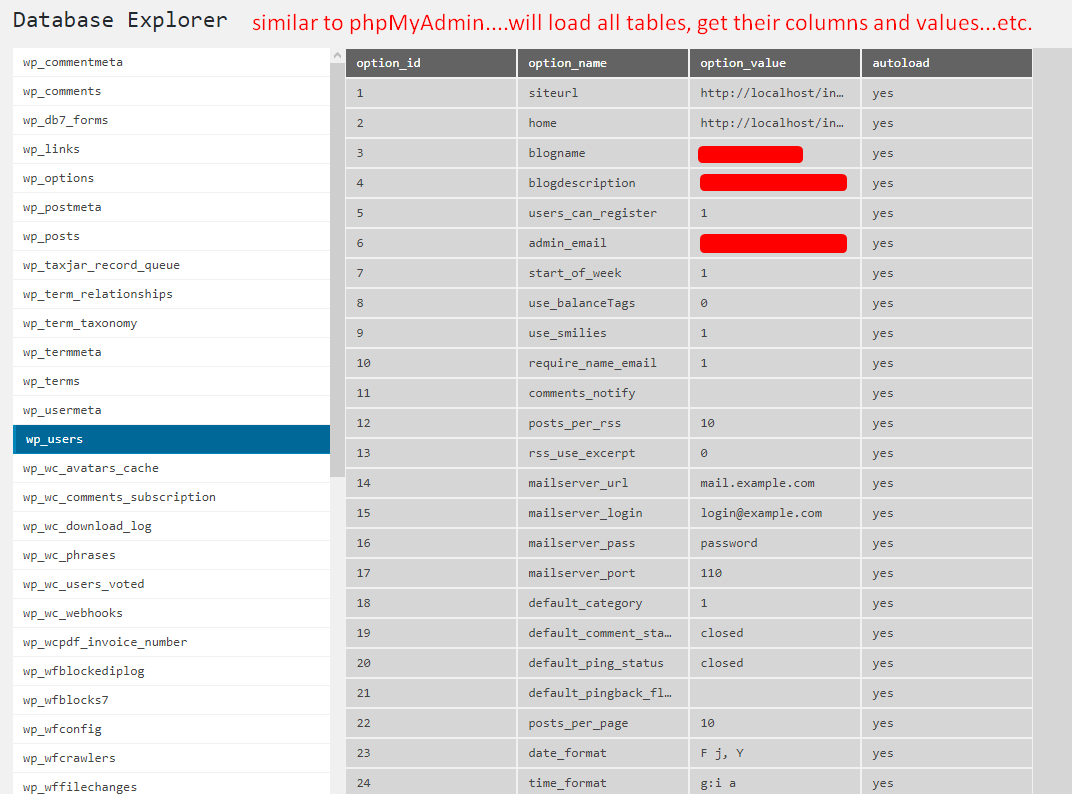 Database Explorer similar to phpMyAdmin....will load all tables, get their columns and values...etc.
wp_commentmeta
wp_comments
wp_db7_forms
wp_links
wp_options
wp_postmeta
wp_posts
wp_taxjar_record_queue
wp_term_relationships
wp_term_taxonomy
wp_termmeta
wp_terms
wp_usermeta
wp_users
wp_wc_avatars_cache
wp_wc_comments_subscription
wp_wc_download_log
wp_wc_phrases
wp_wc_users_voted
wp_wc_webhooks
wp_wcpdf_invoice_number
wp_wfblockediplog
wp_wfblocks7
wp_wfconfig
wp_wfcrawlers
wp_wffilechanges
option_id option_name option_value autoload
1 siteurl http://localhost/in… yes
2 home http://localhost/in… yes
3 blogname yes
4 blogdescription yes
5 users_can_register 1 yes
6 admin_email yes
7 start_of_week 1 yes
8 use_balanceTags 0 yes
9 use_smilies 1 yes
10 require_name_email 1 yes
11 comments_notify yes
12 posts_per_rss 10 yes
13 rss_use_excerpt 0 yes
14 mailserver_url mail.example.com yes
15 mailserver_login login@example.com yes
16 mailserver_pass password yes
17 mailserver_port 110 yes
18 default_category 1 yes
19 default_comment_sta… closed yes
20 default_ping_status closed yes
21 default_pingback_fl… yes
22 posts_per_page 10 yes
23 date_format F j, Y yes
24 time_format g:i a yes